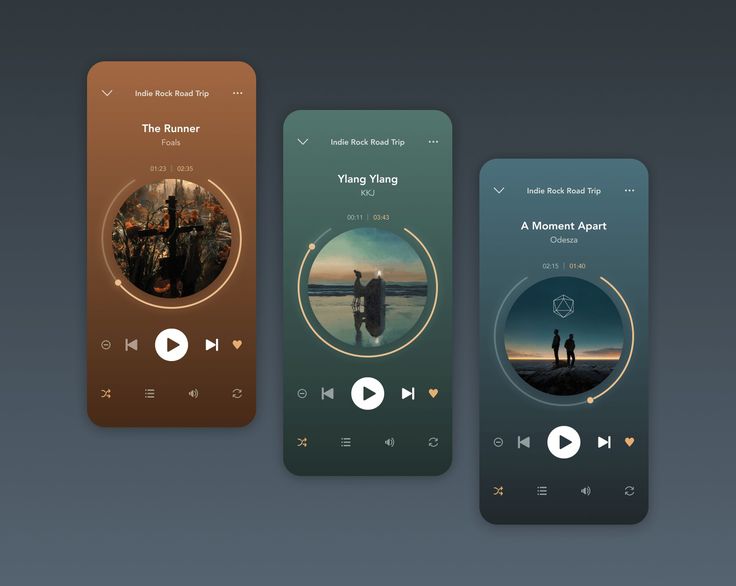 Indie Rock Road Trip
The Runner
Foals
01:23 | 02:35
Indie Rock Road Trip
Ylang Ylang
KKJ
00:11 | 03:43
Indie Rock Road Trip
A Moment Apart
Odesza
02:15 | 01:40